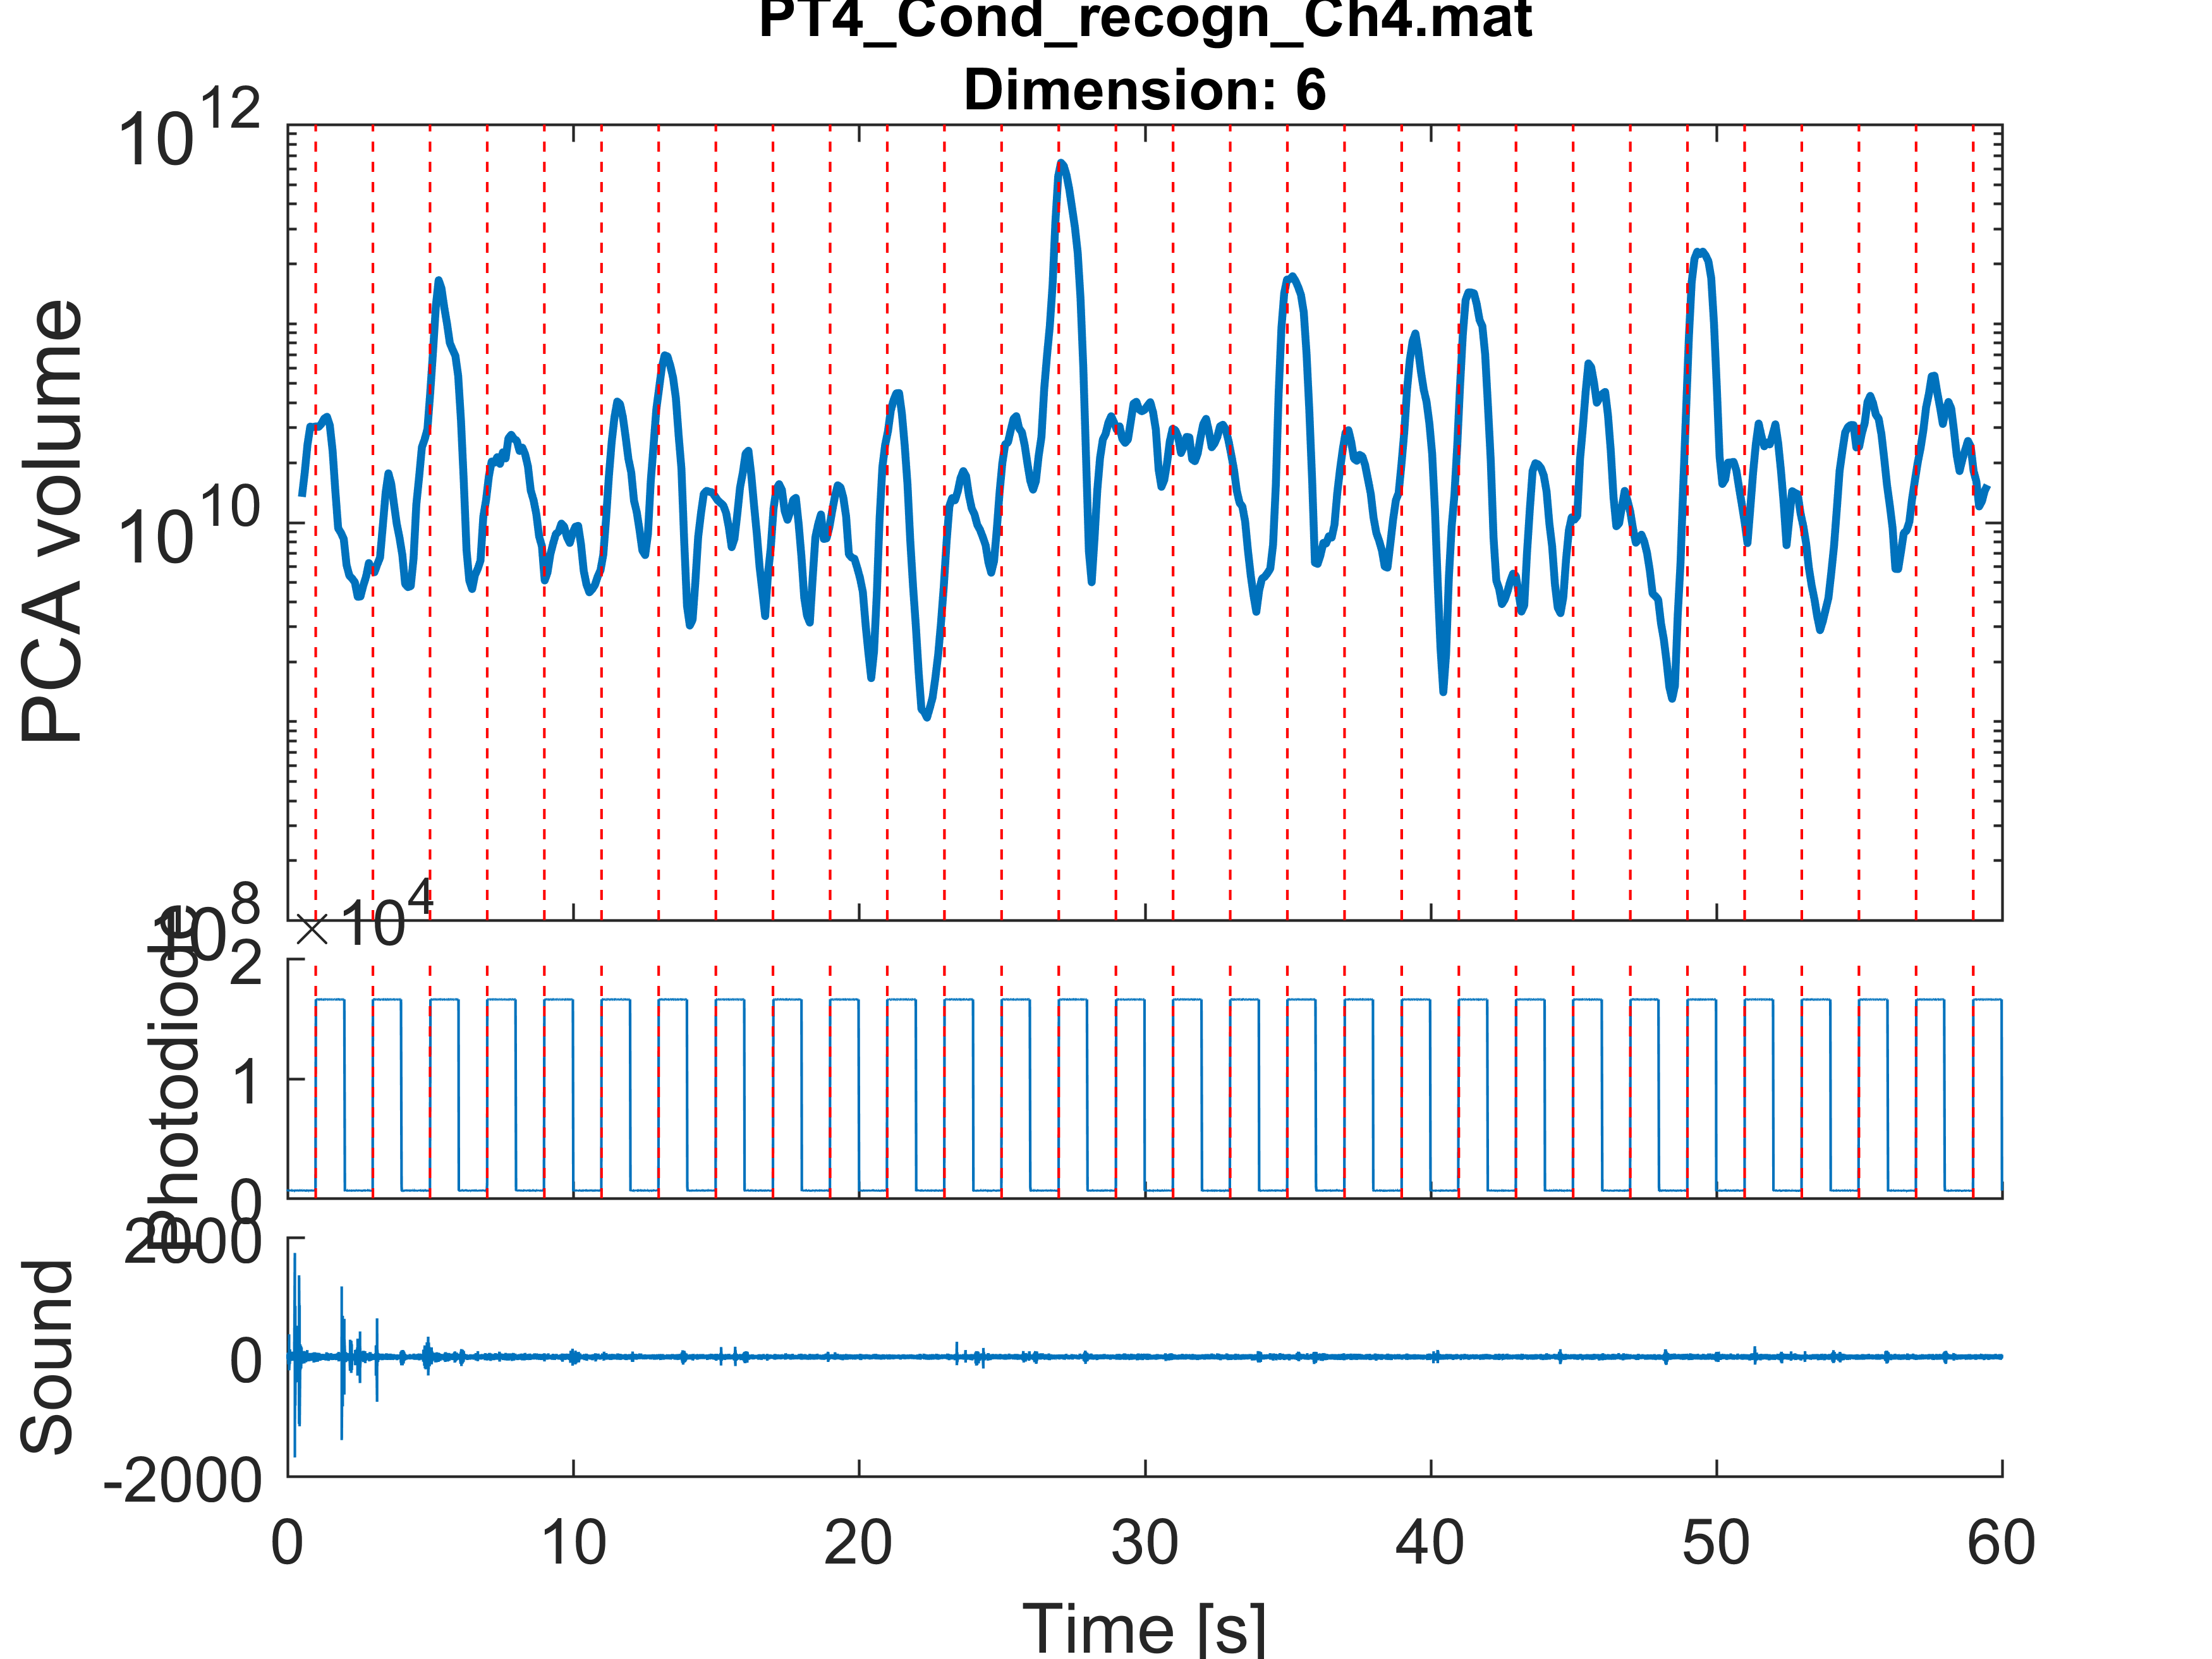 PT4_Cond_recogn_Ch4.mat
Dimension: 6
PCA volume
10^12
10^10
10^8
×10^4
Photodiode
2
1
0
Sound
2000
0
-2000
0 10 20 30 40 50 60
Time [s]